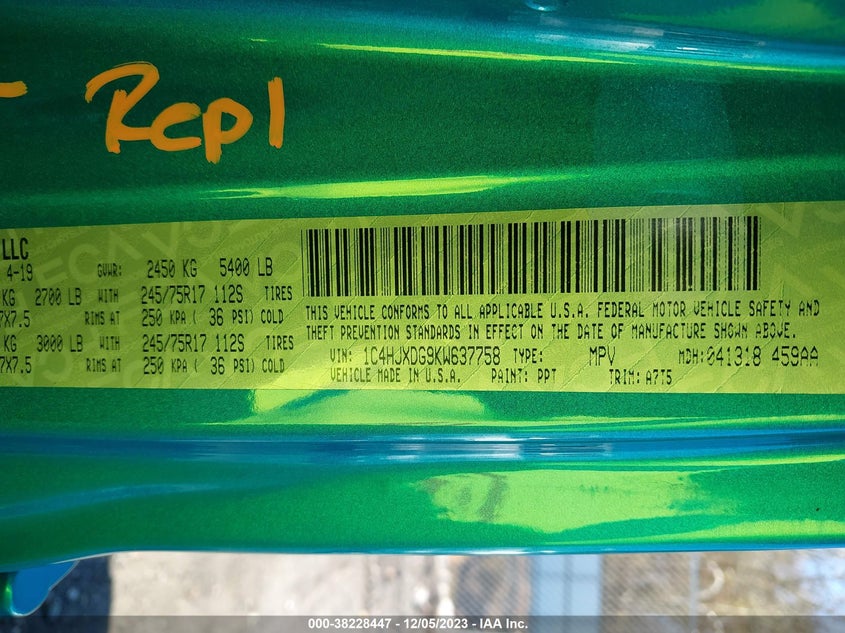 Rcp1
LLC
4-19 GVWR: 2450 KG 5400 LB
KG 2700 LB WITH 245/75R17 112S TIRES
7X7.5 RIMS AT 250 KPA ( 36 PSI) COLD
KG 3000 LB WITH 245/75R17 112S TIRES
7X7.5 RIMS AT 250 KPA ( 36 PSI) COLD
THIS VEHICLE CONFORMS TO ALL APPLICABLE U.S.A. FEDERAL MOTOR VEHICLE SAFETY AND
THEFT PREVENTION STANDARDS IN EFFECT ON THE DATE OF MANUFACTURE SHOWN ABOVE.
VIN: 1C4HJXDG9KW637758 TYPE: MPV MDH: 041318 459AA
VEHICLE MADE IN U.S.A. PAINT: PPT TRIM: A7T5
000-38228447 - 12/05/2023 - IAA Inc.